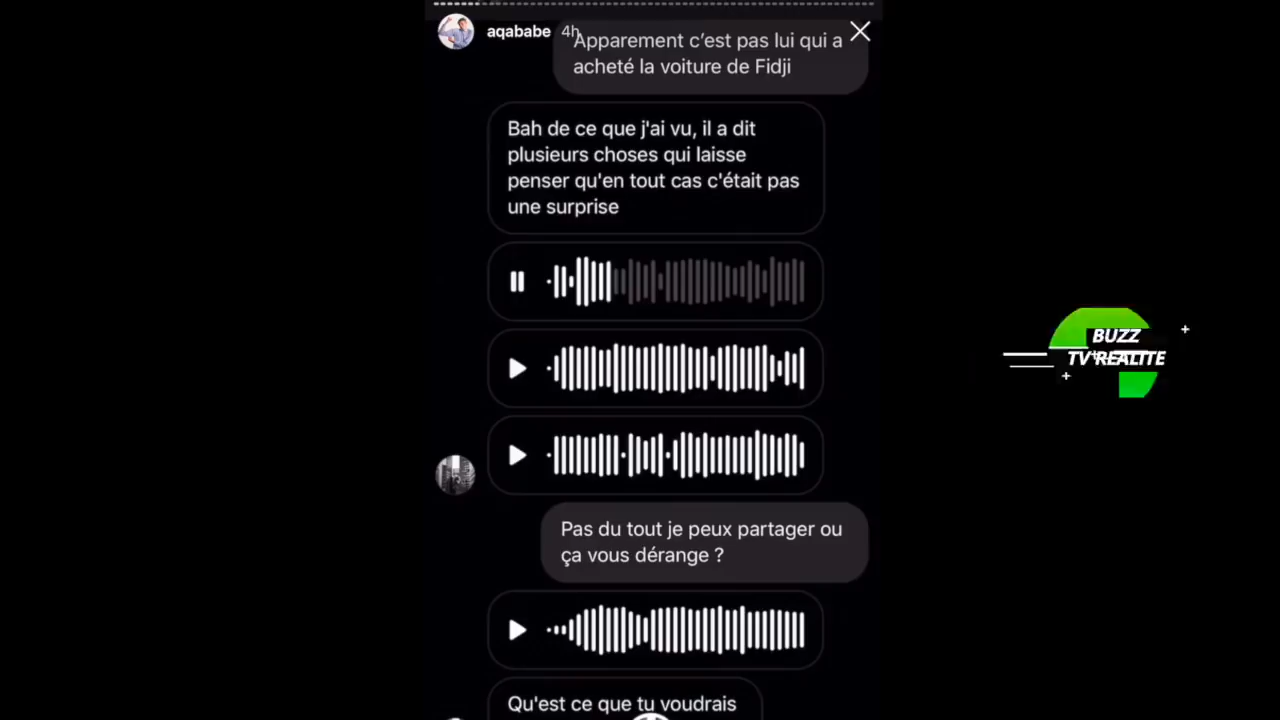 aqababe 4h
Apparement c’est pas lui qui a
acheté la voiture de Fidji
Bah de ce que j'ai vu, il a dit
plusieurs choses qui laisse
penser qu'en tout cas c'était pas
une surprise
Pas du tout je peux partager ou
ça vous dérange ?
Qu'est ce que tu voudrais
BUZZ
TV REALITE